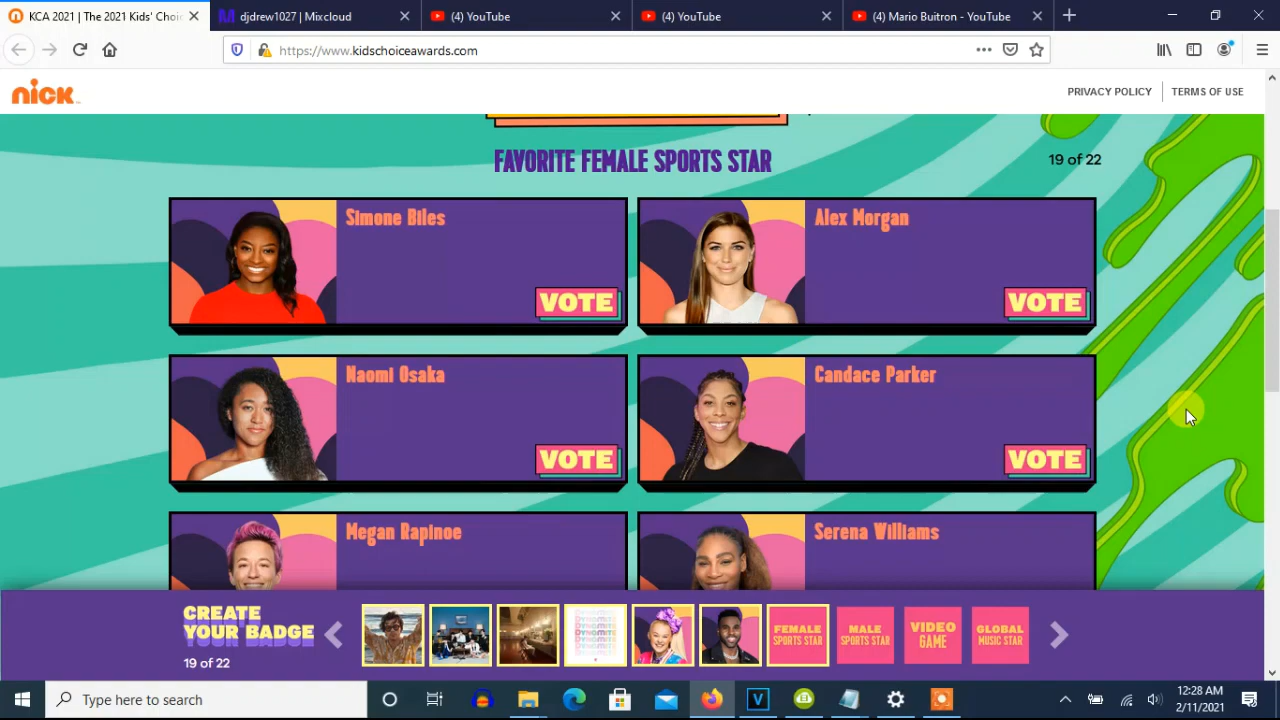 KCA 2021 | The 2021 Kids' Choi
djdrew1027 | Mixcloud
(4) YouTube
(4) YouTube
(4) Mario Buitron - YouTube
https://www.kidschoiceawards.com
nick
PRIVACY POLICY
TERMS OF USE
FAVORITE FEMALE SPORTS STAR
19 of 22
Simone Biles
VOTE
Alex Morgan
VOTE
Naomi Osaka
VOTE
Candace Parker
VOTE
Megan Rapinoe
Serena Williams
CREATE
YOUR BADGE
19 of 22
DYNAMITE
FEMALE
SPORTS STAR
MALE
SPORTS STAR
VIDEO
GAME
GLOBAL
MUSIC STAR
Type here to search
V
12:28 AM
2/11/2021